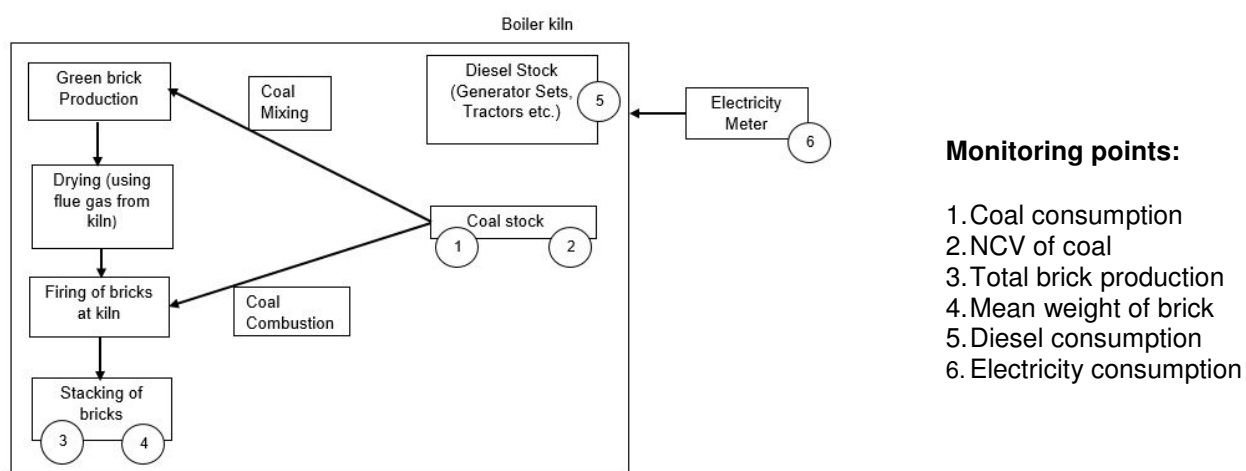 Boiler kiln
Green brick
Production
Coal
Mixing
Diesel Stock
(Generator Sets,
Tractors etc.)
5
Electricity
Meter
6
Drying (using
flue gas from
kiln)
Coal stock
1
2
Firing of bricks
at kiln
Coal
Combustion
Stacking of
bricks
3
4
Monitoring points:
1.Coal consumption
2.NCV of coal
3.Total brick production
4.Mean weight of brick
5.Diesel consumption
6. Electricity consumption